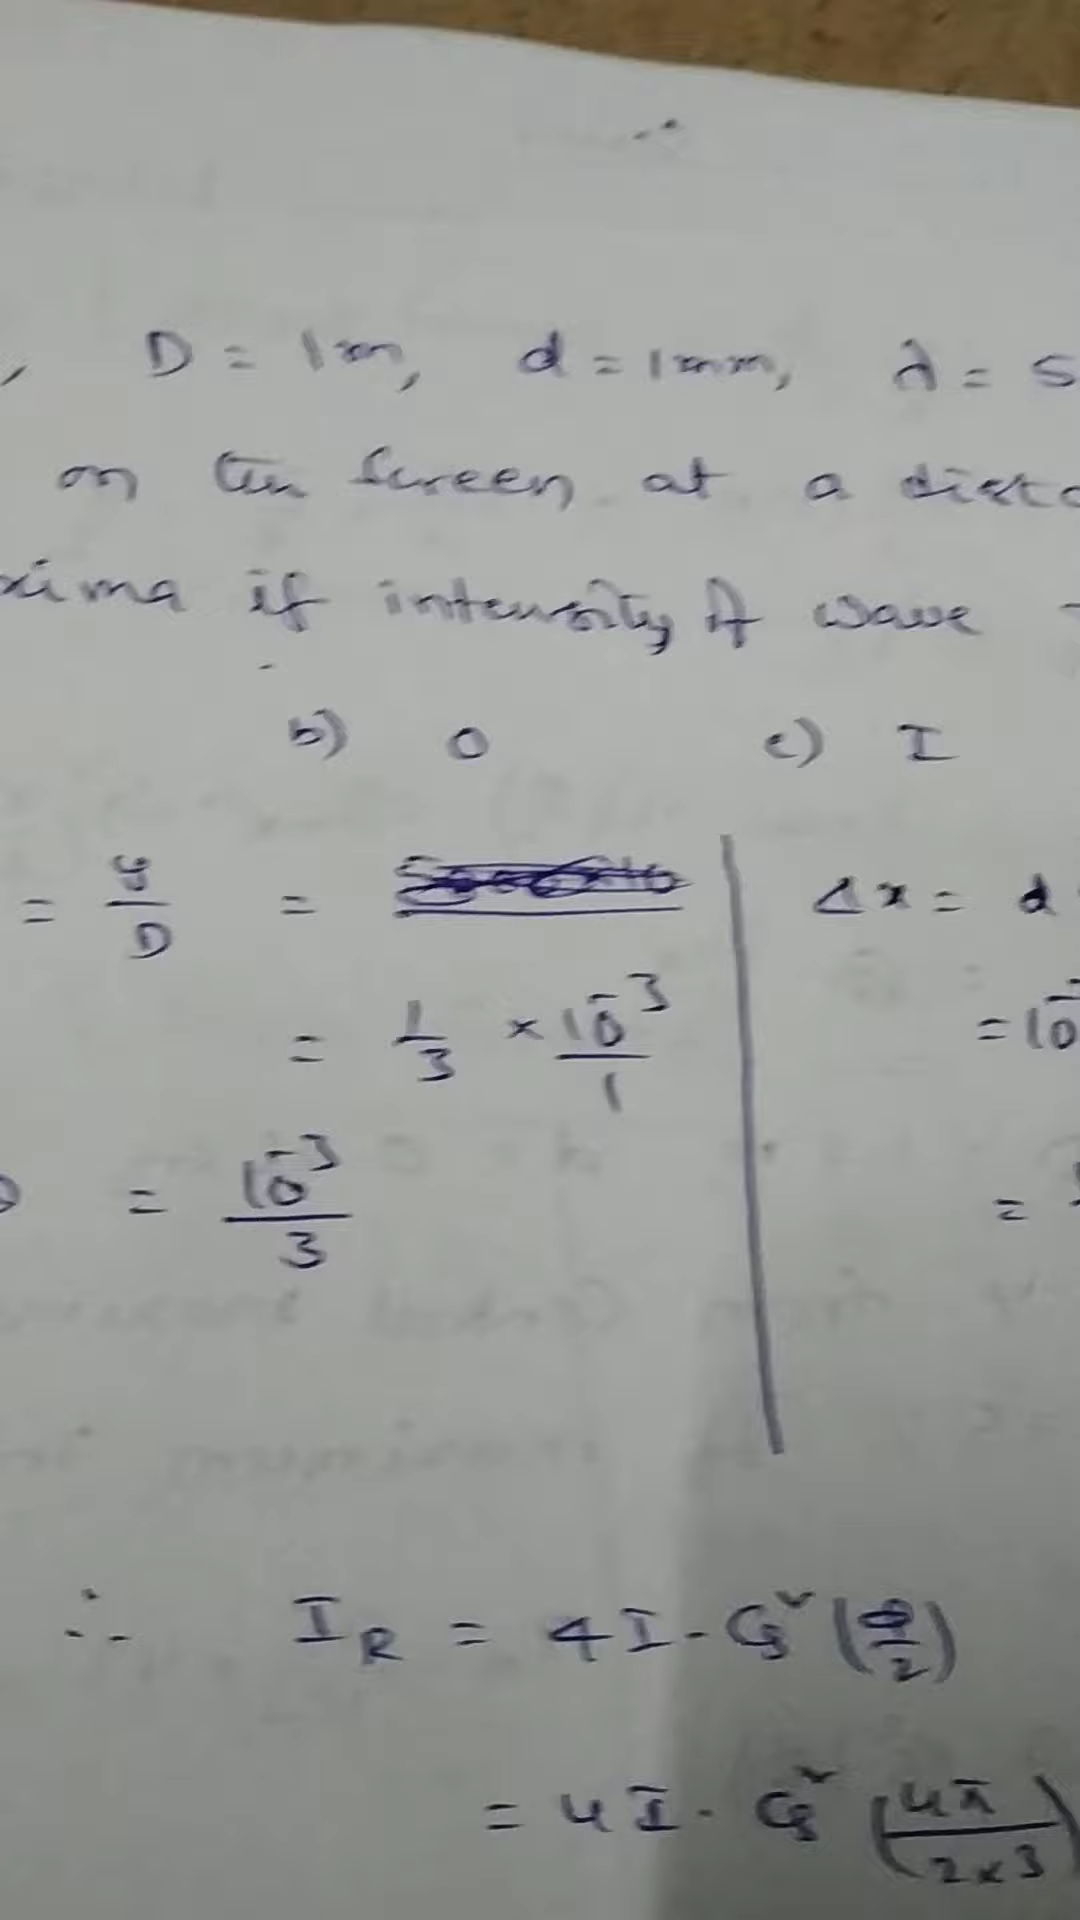 , D = 1m, d = 1mm, λ = 5
on the screen at a dista
xima if intensity of wave
b) 0 c) I
= y/D = Δx = d
= 1/3 × 10^-3/1 = 10^-
θ = 10^-3/3 =
∴ I_R = 4I · Cos²(φ/2)
= 4I · Cos²(4π/2×3)